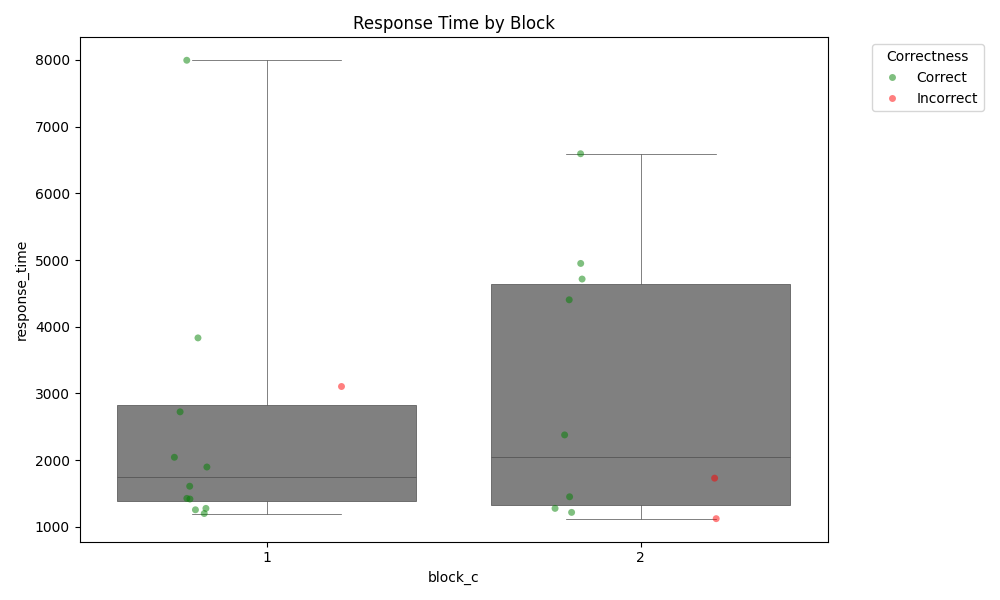 Response Time by Block
Correctness
Correct
Incorrect
8000
7000
6000
5000
4000
3000
2000
1000
response_time
1
2
block_c